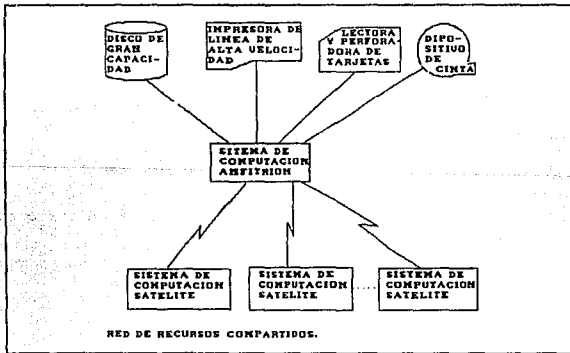 DISCO DE
GRAN
CAPACI-
DAD
IMPRESORA DE
LINEA DE
ALTA VELOCI-
DAD
LECTORA
Y PERFORA-
DORA DE
TARJETAS
DIPO-
SITIVO
DE
CINTA
SITEMA DE
COMPUTACION
AMFITRION
SISTEMA DE
COMPUTACION
SATELITE
SISTEMA DE
COMPUTACION
SATELITE
SISTEMA DE
COMPUTACION
SATELITE
RED DE RECURSOS COMPARTIDOS.